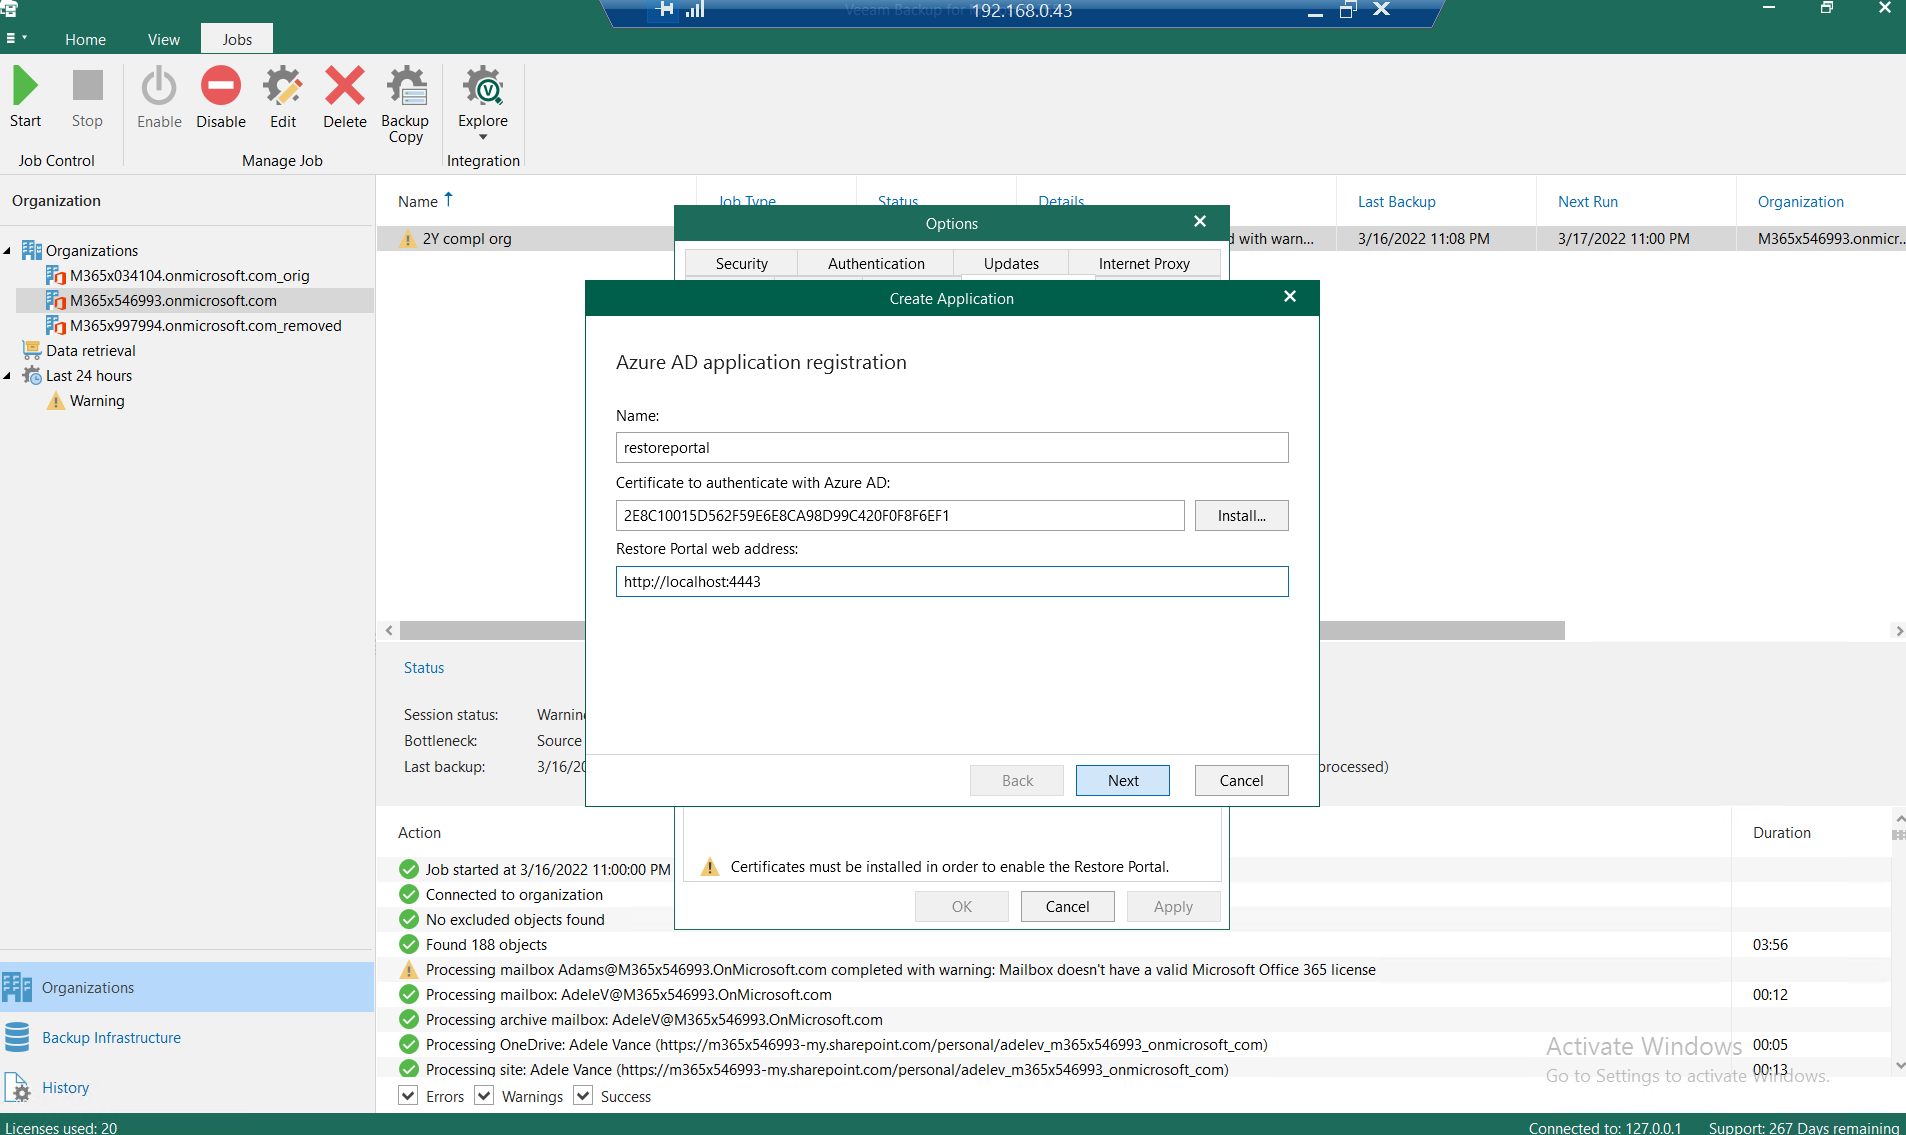 Veeam Backup for
192.168.0.43
Home
View
Jobs
Start
Stop
Enable
Disable
Edit
Delete
Backup
Copy
Explore
Job Control
Manage Job
Integration
Organization
Organizations
M365x034104.onmicrosoft.com_orig
M365x546993.onmicrosoft.com
M365x997994.onmicrosoft.com_removed
Data retrieval
Last 24 hours
Warning
Organizations
Backup Infrastructure
History
Name
Job Type
Status
Details
Last Backup
Next Run
Organization
2Y compl org
d with warn...
3/16/2022 11:08 PM
3/17/2022 11:00 PM
M365x546993.onmicr..
Options
Security
Authentication
Updates
Internet Proxy
Create Application
Azure AD application registration
Name:
restoreportal
Certificate to authenticate with Azure AD:
2E8C10015D562F59E6E8CA98D99C420F0F8F6EF1
Install...
Restore Portal web address:
http://localhost:4443
Back
Next
Cancel
Certificates must be installed in order to enable the Restore Portal.
OK
Cancel
Apply
Status
Session status:
Warnin
Bottleneck:
Source
Last backup:
3/16/20
processed)
Action
Duration
Job started at 3/16/2022 11:00:00 PM
Connected to organization
No excluded objects found
Found 188 objects
03:56
Processing mailbox Adams@M365x546993.OnMicrosoft.com completed with warning: Mailbox doesn't have a valid Microsoft Office 365 license
Processing mailbox: AdeleV@M365x546993.OnMicrosoft.com
00:12
Processing archive mailbox: AdeleV@M365x546993.OnMicrosoft.com
Processing OneDrive: Adele Vance (https://m365x546993-my.sharepoint.com/personal/adelev_m365x546993_onmicrosoft_com)
00:05
Processing site: Adele Vance (https://m365x546993-my.sharepoint.com/personal/adelev_m365x546993_onmicrosoft_com)
00:13
Activate Windows
Go to Settings to activate Windows.
Errors
Warnings
Success
Licenses used: 20
Connected to: 127.0.0.1
Support: 267 Days remaining